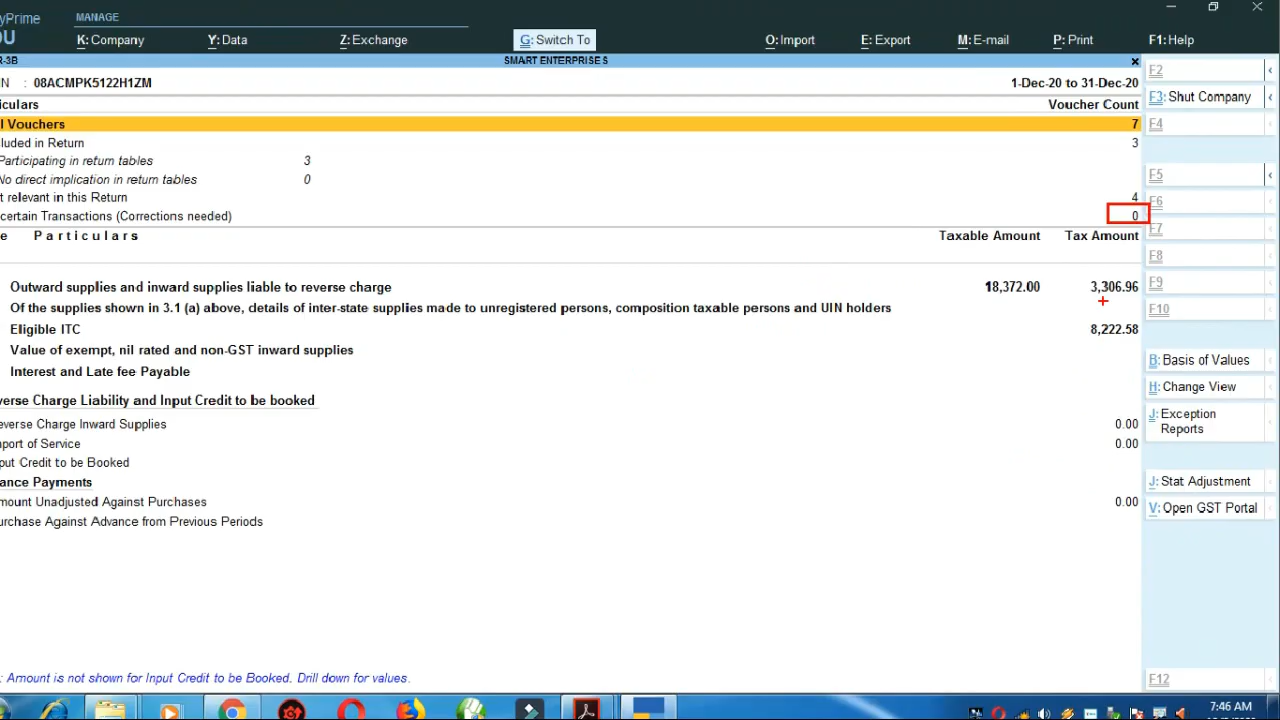 yPrime
MANAGE
DU
K: Company Y: Data Z: Exchange G: Switch To O: Import E: Export M: E-mail P: Print F1: Help
R-3B SMART ENTERPRISES x
IN : 08ACMPK5122H1ZM 1-Dec-20 to 31-Dec-20
iculars Voucher Count
l Vouchers 7
luded in Return 3
Participating in return tables 3
No direct implication in return tables 0
t relevant in this Return 4
certain Transactions (Corrections needed) 0
e Particulars Taxable Amount Tax Amount
Outward supplies and inward supplies liable to reverse charge 18,372.00 3,306.96
Of the supplies shown in 3.1 (a) above, details of inter-state supplies made to unregistered persons, composition taxable persons and UIN holders
Eligible ITC 8,222.58
Value of exempt, nil rated and non-GST inward supplies
Interest and Late fee Payable
verse Charge Liability and Input Credit to be booked
everse Charge Inward Supplies 0.00
port of Service 0.00
put Credit to be Booked
ance Payments
mount Unadjusted Against Purchases 0.00
urchase Against Advance from Previous Periods
: Amount is not shown for Input Credit to be Booked. Drill down for values.
F2
F3: Shut Company
F4
F5
F6
F7
F8
F9
F10
B: Basis of Values
H: Change View
J: Exception
Reports
J: Stat Adjustment
V: Open GST Portal
F12
7:46 AM